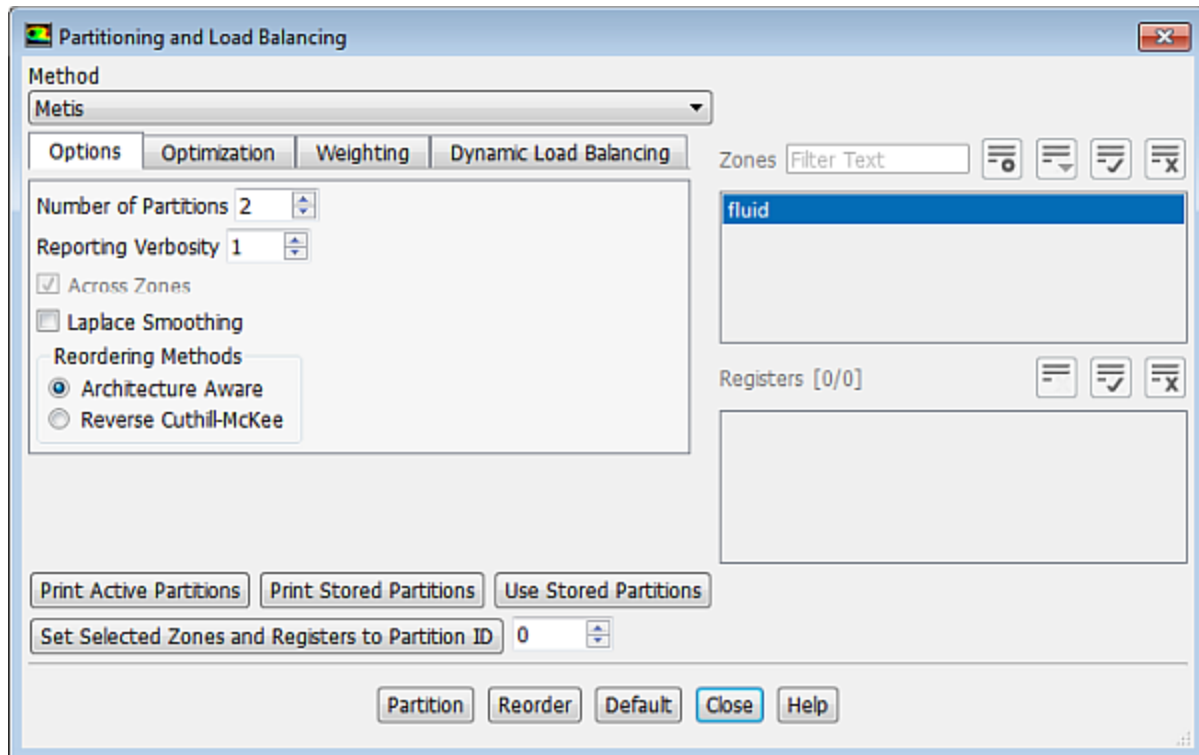 Partitioning and Load Balancing
Method
Metis
Options Optimization Weighting Dynamic Load Balancing
Number of Partitions 2
Reporting Verbosity 1
Across Zones
Laplace Smoothing
Reordering Methods
Architecture Aware
Reverse Cuthill-McKee
Zones Filter Text
fluid
Registers [0/0]
Print Active Partitions Print Stored Partitions Use Stored Partitions
Set Selected Zones and Registers to Partition ID 0
Partition Reorder Default Close Help